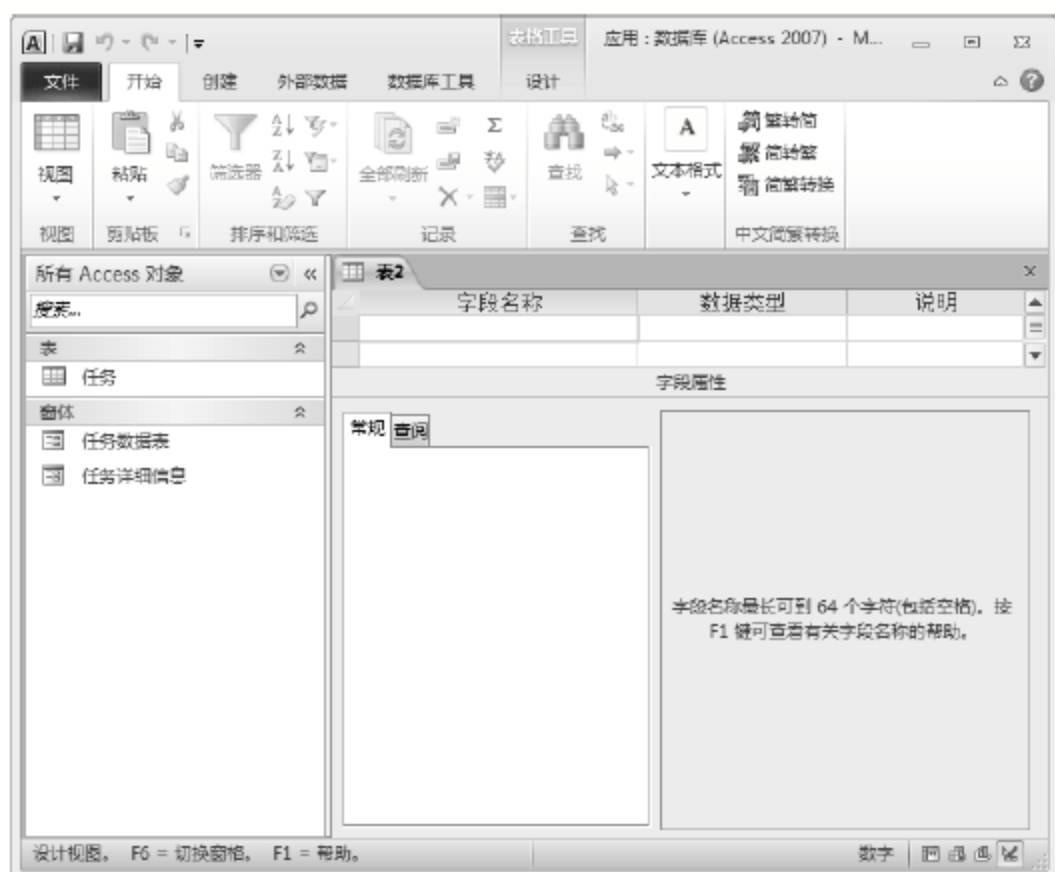 表格工具 应用：数据库 (Access 2007) - M...
文件 开始 创建 外部数据 数据库工具 设计
视图 粘贴 筛选器 全部刷新 查找 文本格式
繁转简
简转繁
简繁转换
视图 剪贴板 排序和筛选 记录 查找 中文简繁转换
所有 Access 对象
搜索...
表
任务
窗体
任务数据表
任务详细信息
表2
字段名称 数据类型 说明
字段属性
常规 查阅
字段名称最长可到 64 个字符(包括空格)。按
F1 键可查看有关字段名称的帮助。
设计视图。 F6 = 切换窗格。 F1 = 帮助。 数字